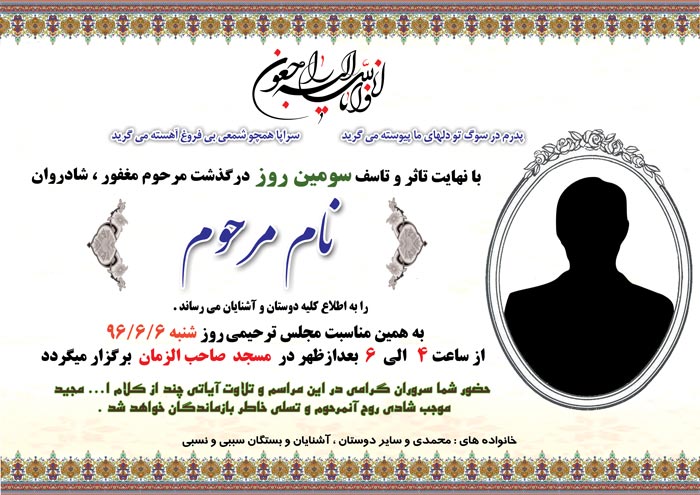 انا لله و انا الیه راجعون
پدرم در سوگ تو دلهای ما پیوسته می گرید سراپا همچو شمعی بی فروغ آهسته می گرید
با نهایت تاثر و تاسف سومین روز درگذشت مرحوم مغفور ، شادروان
نام مرحوم
را به اطلاع کلیه دوستان و آشنایان می رساند .
به همین مناسبت مجلس ترحیمی روز شنبه ۹۶/۶/۶
از ساعت ۴ الی ۶ بعدازظهر در مسجد صاحب الزمان برگزار میگردد
حضور شما سروران گرامی در این مراسم و تلاوت آیاتی چند از کلام ا... مجید
موجب شادی روح آنمرحوم و تسلی خاطر بازماندگان خواهد شد .
خانواده های : محمدی و سایر دوستان ، آشنایان و بستگان سببی و نسبی